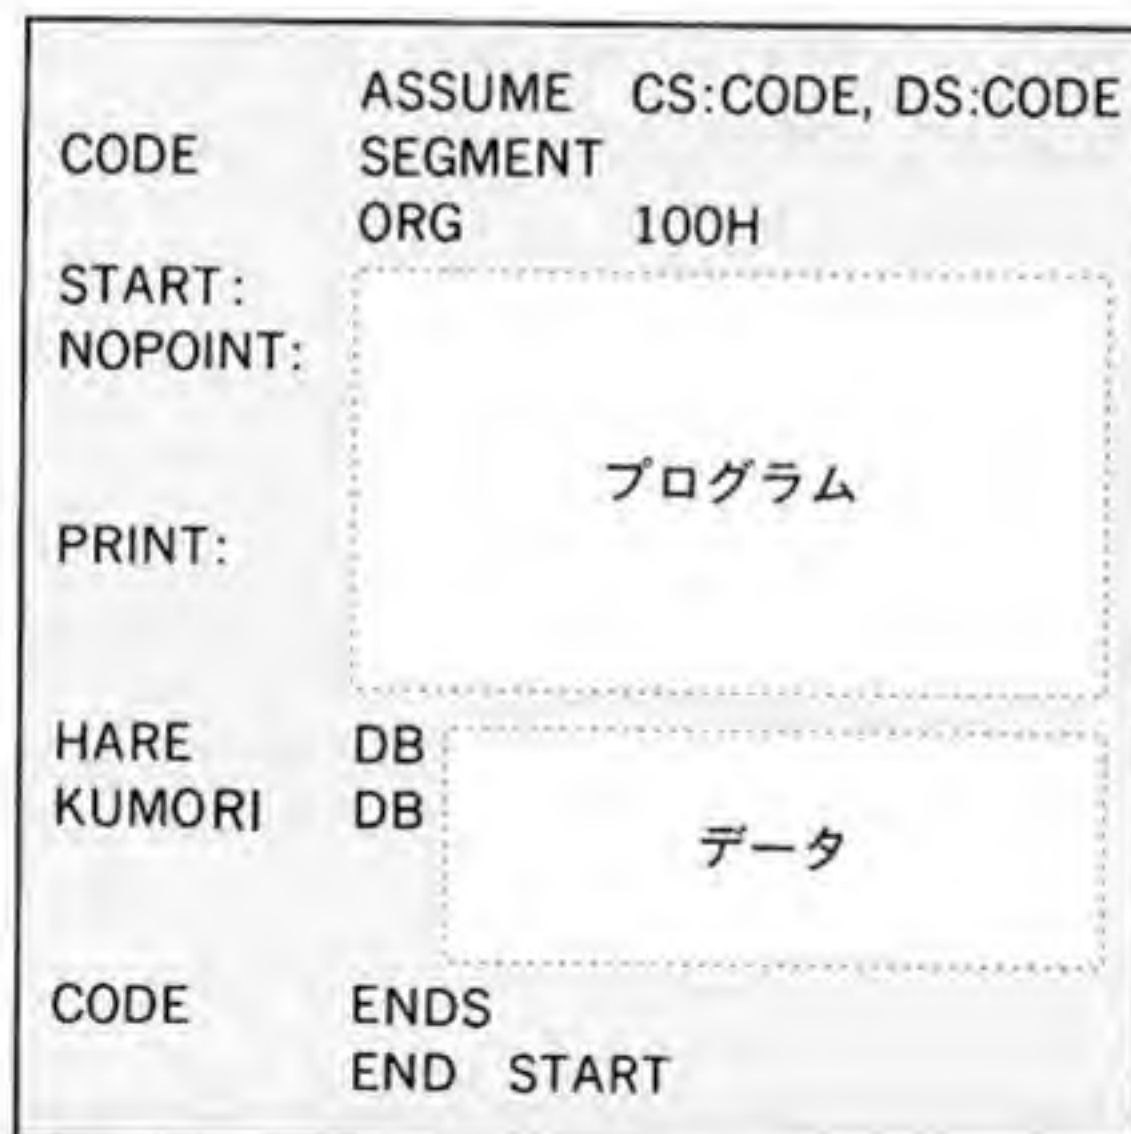 ASSUME CS:CODE, DS:CODE
CODE SEGMENT
ORG 100H
START:
NOPOINT:
プログラム
PRINT:
HARE DB
KUMORI DB
データ
CODE ENDS
END START